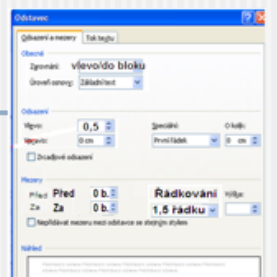 Odstavec
Odsazení a mezery Tok textu
Obecné
Zarovnání: vlevo/do bloku
Úroveň osnovy: Základní text
Odsazení
Vlevo: 0,5 Speciální: O kolik:
Vpravo: 0 cm První řádek 0 cm
Zrcadlové odsazení
Mezery
Před Před 0 b. Řádkování Výška:
Za Za 0 b. 1,5 řádku
Nepřidávat mezeru mezi odstavce se stejným stylem
Náhled